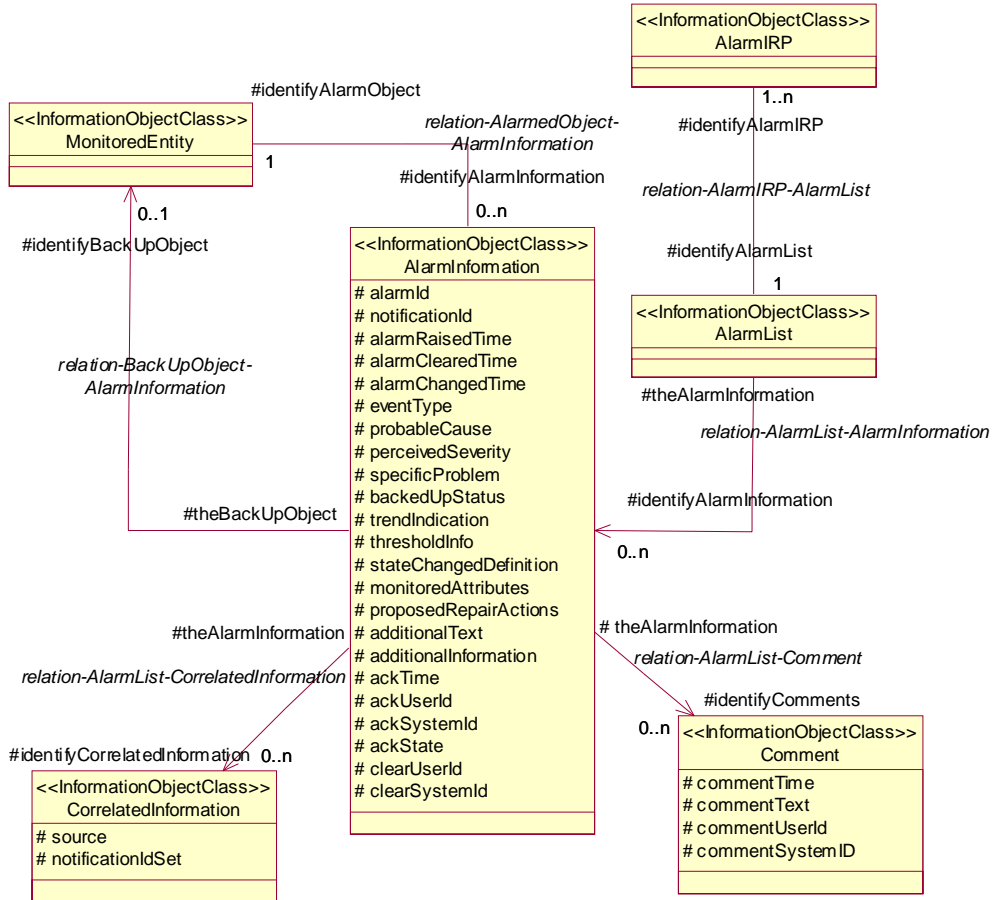 <<InformationObjectClass>>
AlarmIRP
1..n
#identifyAlarmIRP
relation-AlarmIRP-AlarmList
#identifyAlarmList
1
<<InformationObjectClass>>
AlarmList
#theAlarmInformation
relation-AlarmList-AlarmInformation
#identifyAlarmInformation
0..n
#identifyAlarmObject
<<InformationObjectClass>>
MonitoredEntity
1
relation-AlarmedObject-
AlarmInformation
#identifyAlarmInformation
0..n
0..1
#identifyBackUpObject
relation-BackUpObject-
AlarmInformation
#theBackUpObject
<<InformationObjectClass>>
AlarmInformation
# alarmId
# notificationId
# alarmRaisedTime
# alarmClearedTime
# alarmChangedTime
# eventType
# probableCause
# perceivedSeverity
# specificProblem
# backedUpStatus
# trendIndication
# thresholdInfo
# stateChangedDefinition
# monitoredAttributes
# proposedRepairActions
# additionalText
# additionalInformation
# ackTime
# ackUserId
# ackSystemId
# ackState
# clearUserId
# clearSystemId
#theAlarmInformation
relation-AlarmList-CorrelatedInformation
#identifyCorrelatedInformation
0..n
<<InformationObjectClass>>
CorrelatedInformation
# source
# notificationIdSet
# theAlarmInformation
relation-AlarmList-Comment
#identifyComments
0..n
<<InformationObjectClass>>
Comment
# commentTime
# commentText
# commentUserId
# commentSystemID